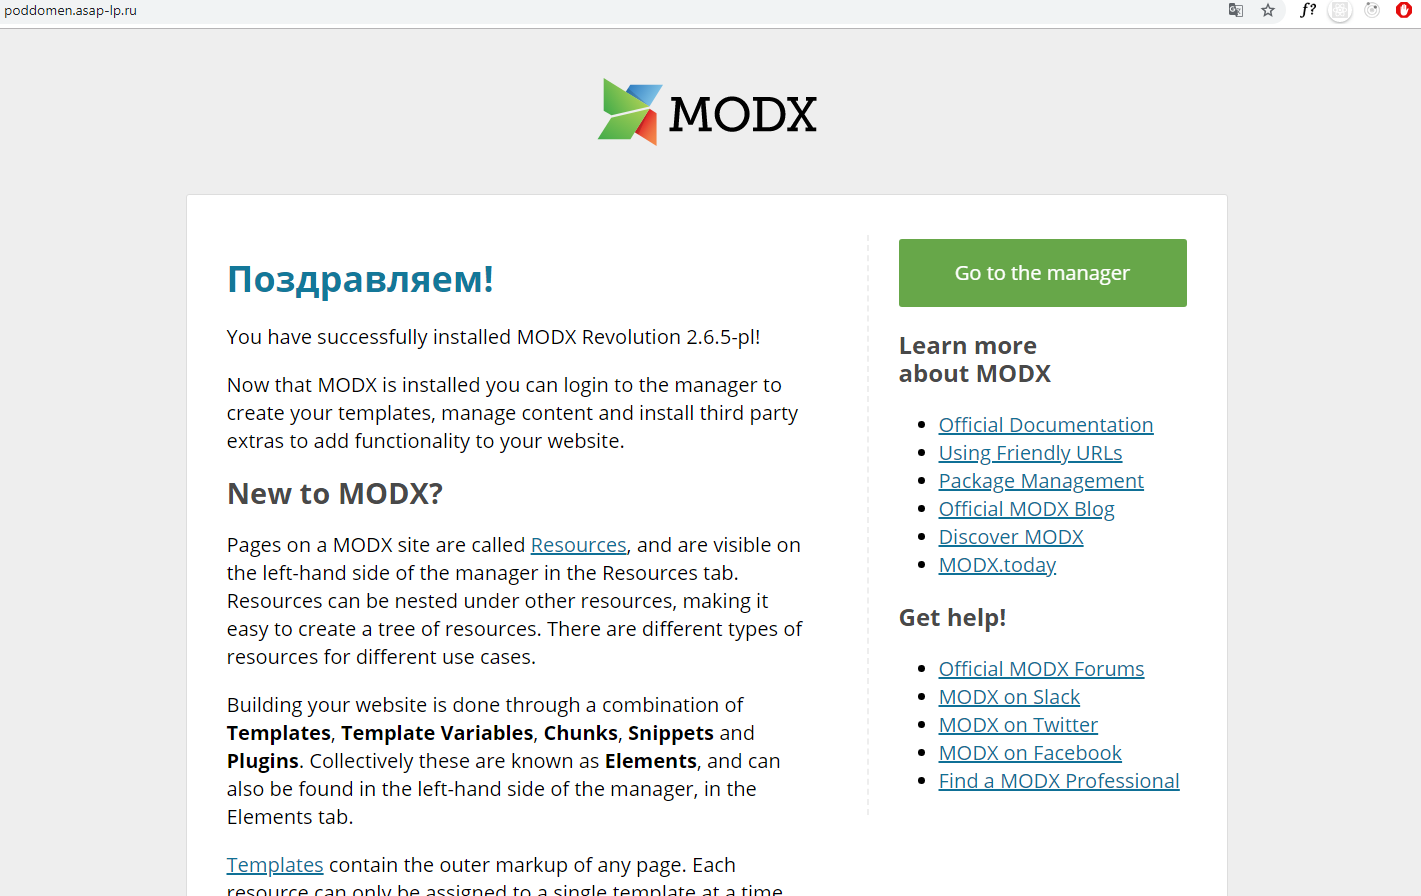 poddomen.asap-lp.ru
f?
MODX
Поздравляем!
You have successfully installed MODX Revolution 2.6.5-pl!
Now that MODX is installed you can login to the manager to
create your templates, manage content and install third party
extras to add functionality to your website.
New to MODX?
Pages on a MODX site are called Resources, and are visible on
the left-hand side of the manager in the Resources tab.
Resources can be nested under other resources, making it
easy to create a tree of resources. There are different types of
resources for different use cases.
Building your website is done through a combination of
Templates, Template Variables, Chunks, Snippets and
Plugins. Collectively these are known as Elements, and can
also be found in the left-hand side of the manager, in the
Elements tab.
Templates contain the outer markup of any page. Each
resource can only be assigned to a single template at a time
Go to the manager
Learn more
about MODX
Official Documentation
Using Friendly URLs
Package Management
Official MODX Blog
Discover MODX
MODX.today
Get help!
Official MODX Forums
MODX on Slack
MODX on Twitter
MODX on Facebook
Find a MODX Professional